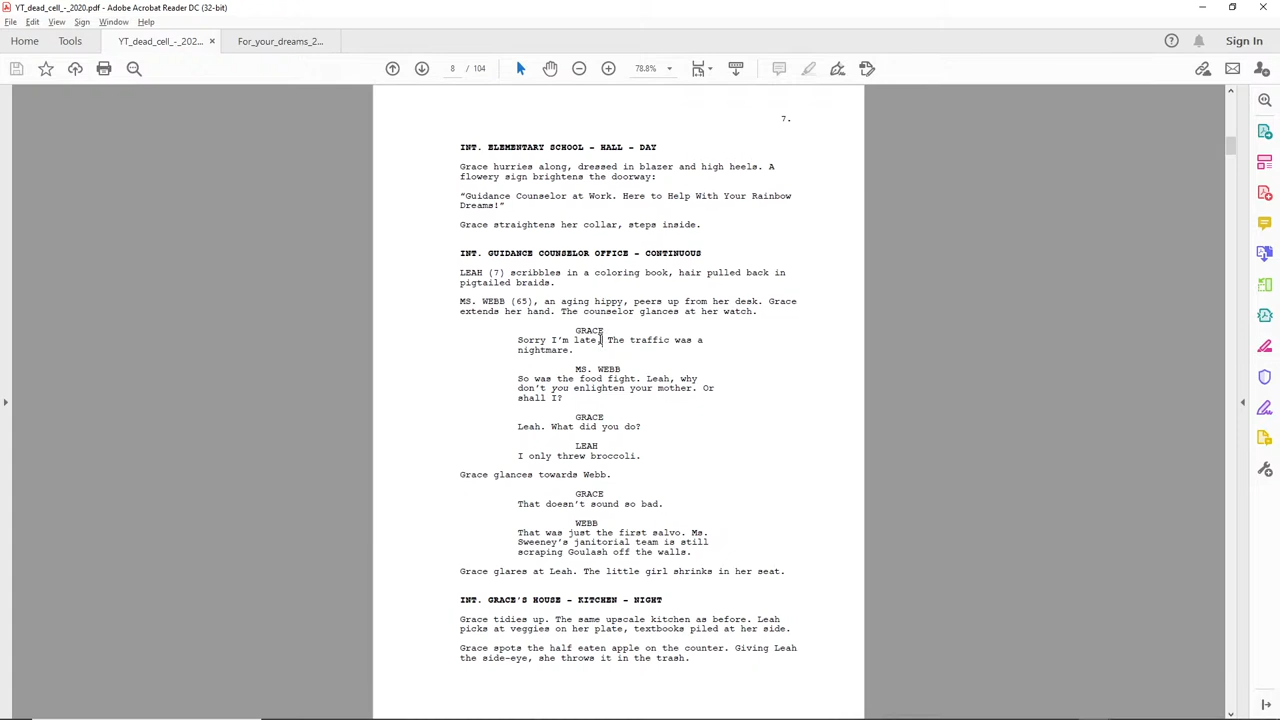 YT_dead_cell_-_2020.pdf - Adobe Acrobat Reader DC (32-bit)
File Edit View Sign Window Help
Home Tools YT_dead_cell_-_202... × For_your_dreams_2... Sign In
8 / 104 78.8%
7.
INT. ELEMENTARY SCHOOL - HALL - DAY
Grace hurries along, dressed in blazer and high heels. A
flowery sign brightens the doorway:
“Guidance Counselor at Work. Here to Help With Your Rainbow
Dreams!”
Grace straightens her collar, steps inside.
INT. GUIDANCE COUNSELOR OFFICE - CONTINUOUS
LEAH (7) scribbles in a coloring book, hair pulled back in
pigtailed braids.
MS. WEBB (65), an aging hippy, peers up from her desk. Grace
extends her hand. The counselor glances at her watch.
GRACE
Sorry I’m late. The traffic was a
nightmare.
MS. WEBB
So was the food fight. Leah, why
don’t you enlighten your mother. Or
shall I?
GRACE
Leah. What did you do?
LEAH
I only threw broccoli.
Grace glances towards Webb.
GRACE
That doesn’t sound so bad.
WEBB
That was just the first salvo. Ms.
Sweeney’s janitorial team is still
scraping Goulash off the walls.
Grace glares at Leah. The little girl shrinks in her seat.
INT. GRACE’S HOUSE - KITCHEN - NIGHT
Grace tidies up. The same upscale kitchen as before. Leah
picks at veggies on her plate, textbooks piled at her side.
Grace spots the half eaten apple on the counter. Giving Leah
the side-eye, she throws it in the trash.